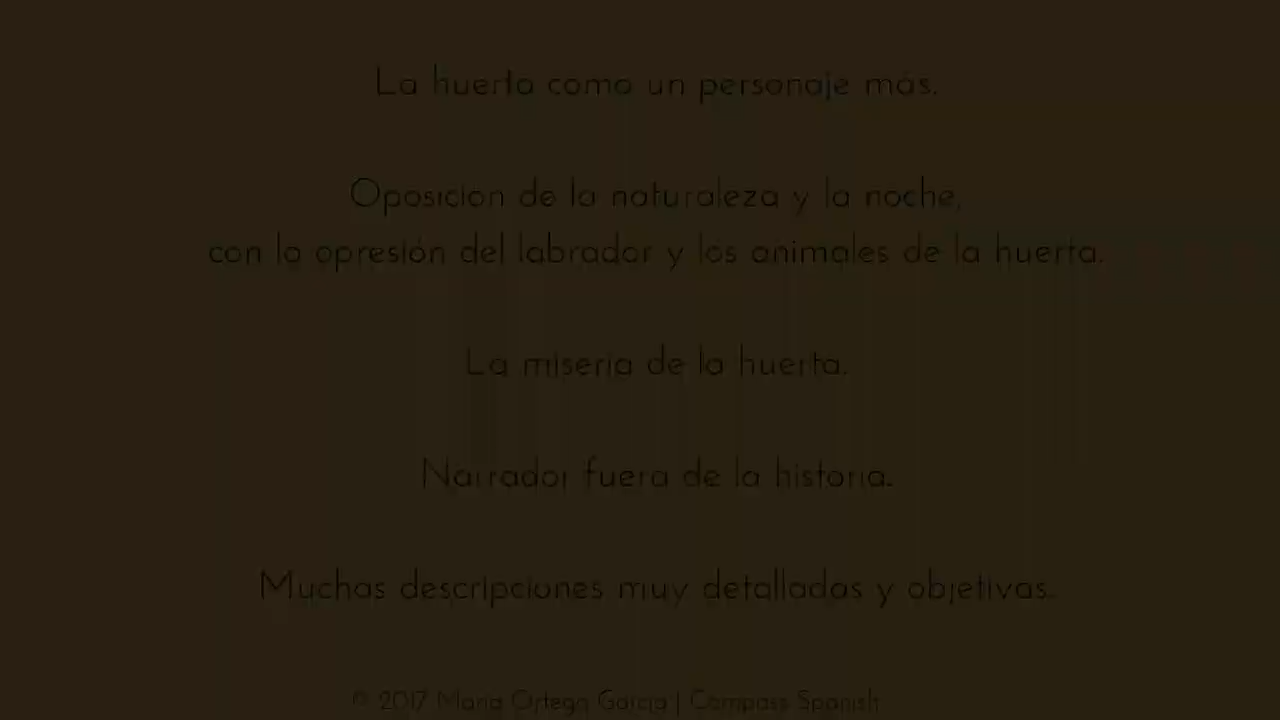 La huerta como un personaje más.
Oposición de la naturaleza y la noche,
con la opresión del labrador y los animales de la huerta.
La miseria de la huerta.
Narrador fuera de la historia.
Muchas descripciones muy detalladas y objetivas.
© 2017 María Ortega García | Compass Spanish